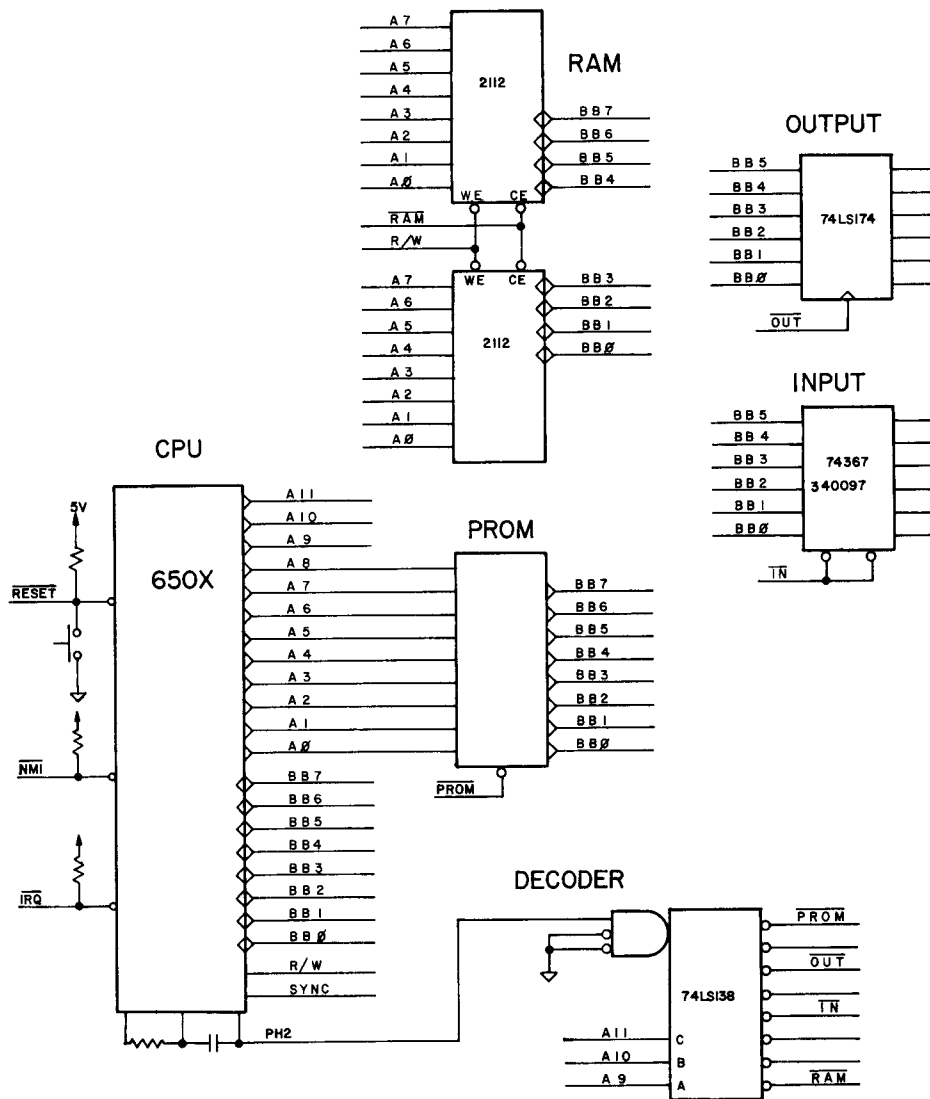 RAM
A7
A6
A5
A4
A3
A2
A1
AØ
2112
WE CE
BB7
BB6
BB5
BB4
RAM
R/W
A7
A6
A5
A4
A3
A2
A1
AØ
WE CE
2112
BB3
BB2
BB1
BBØ
OUTPUT
BB5
BB4
BB3
BB2
BB1
BBØ
74LS174
OUT
INPUT
BB5
BB4
BB3
BB2
BB1
BBØ
74367
340097
IN
CPU
5V
RESET
NMI
IRQ
650X
A11
A10
A9
A8
A7
A6
A5
A4
A3
A2
A1
AØ
BB7
BB6
BB5
BB4
BB3
BB2
BB1
BBØ
R/W
SYNC
PH2
PROM
BB7
BB6
BB5
BB4
BB3
BB2
BB1
BBØ
PROM
DECODER
74LS138
A11
A10
A9
C
B
A
PROM
OUT
IN
RAM